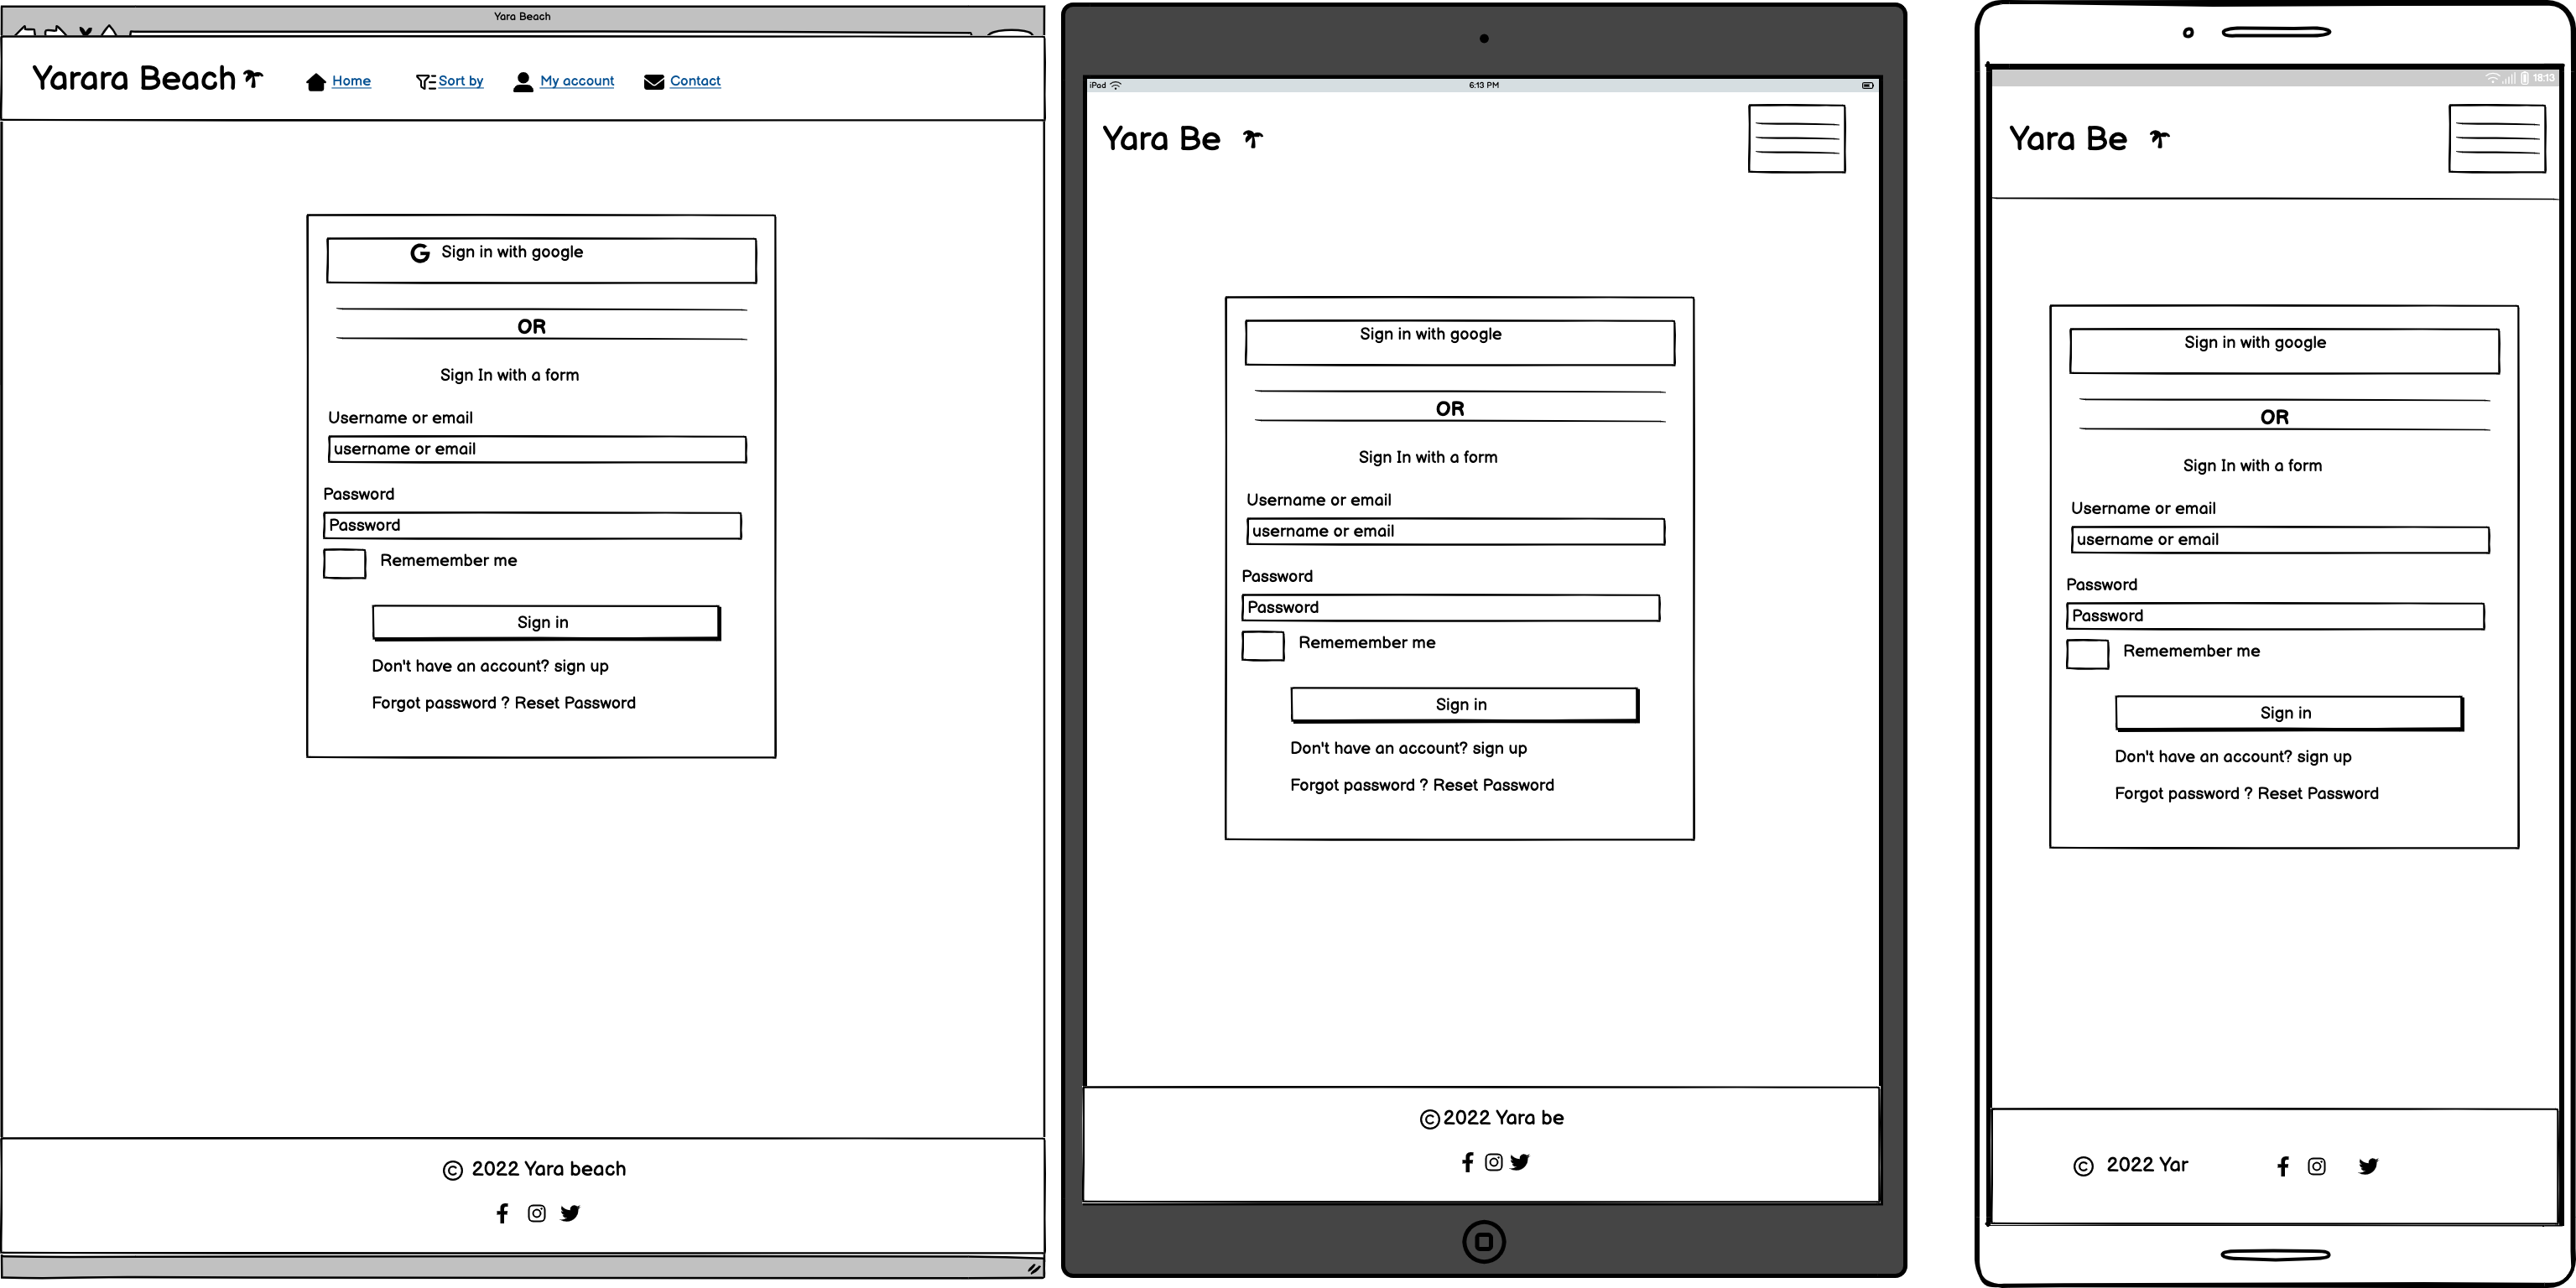 Yara Beach
Yarara Beach
Home
Sort by
My account
Contact
G Sign in with google
OR
Sign In with a form
Username or email
username or email
Password
Password
Rememember me
Sign in
Don't have an account? sign up
Forgot password ? Reset Password
© 2022 Yara beach
iPad
6:13 PM
Yara Be
Sign in with google
OR
Sign In with a form
Username or email
username or email
Password
Password
Rememember me
Sign in
Don't have an account? sign up
Forgot password ? Reset Password
© 2022 Yara be
18:13
Yara Be
Sign in with google
OR
Sign In with a form
Username or email
username or email
Password
Password
Rememember me
Sign in
Don't have an account? sign up
Forgot password ? Reset Password
© 2022 Yar